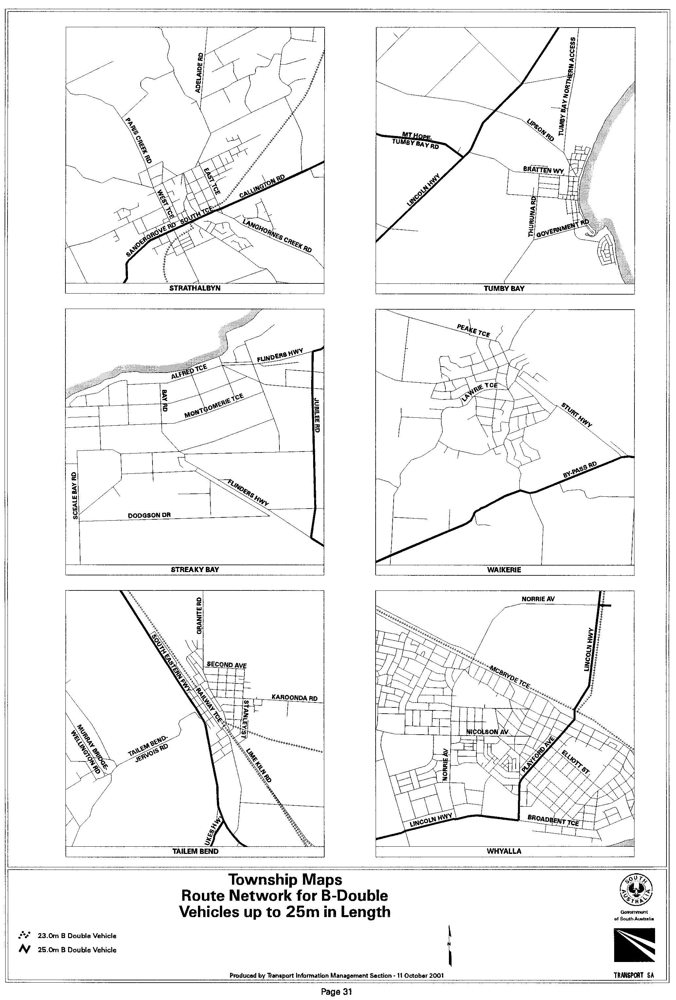 ADELAIDE RD
PARIS CREEK RD
EAST TCE
WEST TCE
CALLINGTON RD
SOUTH TCE
SANDERGROVE RD
LANGHORNES CREEK RD
STRATHALBYN
TUMBY BAY NORTHERN ACCESS
LIPSON RD
MT HOPE-
TUMBY BAY RD
BRATTEN WY
LINCOLN HWY
THURUNA RD
GOVERNMENT RD
TUMBY BAY
FLINDERS HWY
ALFRED TCE
BAY RD
MONTGOMERIE TCE
JUBILEE RD
SCEALE BAY RD
FLINDERS HWY
DODGSON DR
STREAKY BAY
PEAKE TCE
LAWRIE TCE
STURT HWY
BY-PASS RD
WAIKERIE
GRANITE RD
SOUTH EASTERN FWY
SECOND AVE
RAILWAY TCE
KAROONDA RD
STANLEY ST
MURRAY BRIDGE-
WELLINGTON RD
TAILEM BEND-
JERVOIS RD
LIME KILN RD
UKES HWY
TAILEM BEND
NORRIE AV
LINCOLN HWY
MCBRYDE TCE
NICOLSON AV
NORRIE AV
PLAYFORD AVE
ELLIOTT ST
LINCOLN HWY
BROADBENT TCE
WHYALLA
Township Maps
Route Network for B-Double
Vehicles up to 25m in Length
23.0m B Double Vehicle
25.0m B Double Vehicle
N
SOUTH AUSTRALIA
Government
of South Australia
TRANSPORT SA
Produced by Transport Information Management Section - 11 October 2001
Page 31